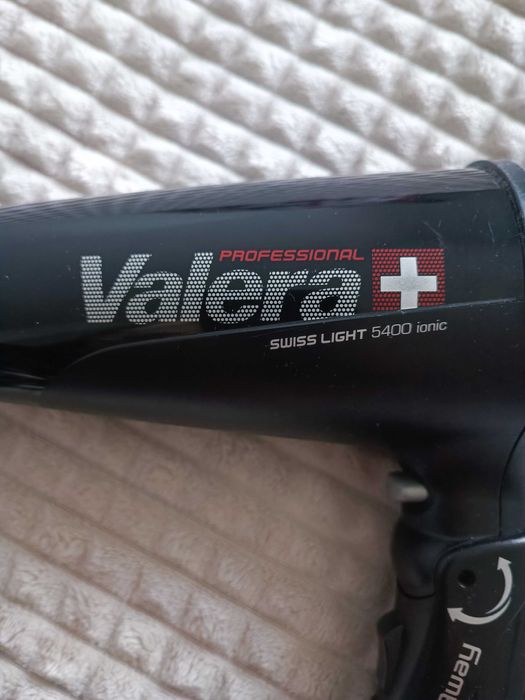 PROFESSIONAL
Valera
SWISS LIGHT 5400 ionic